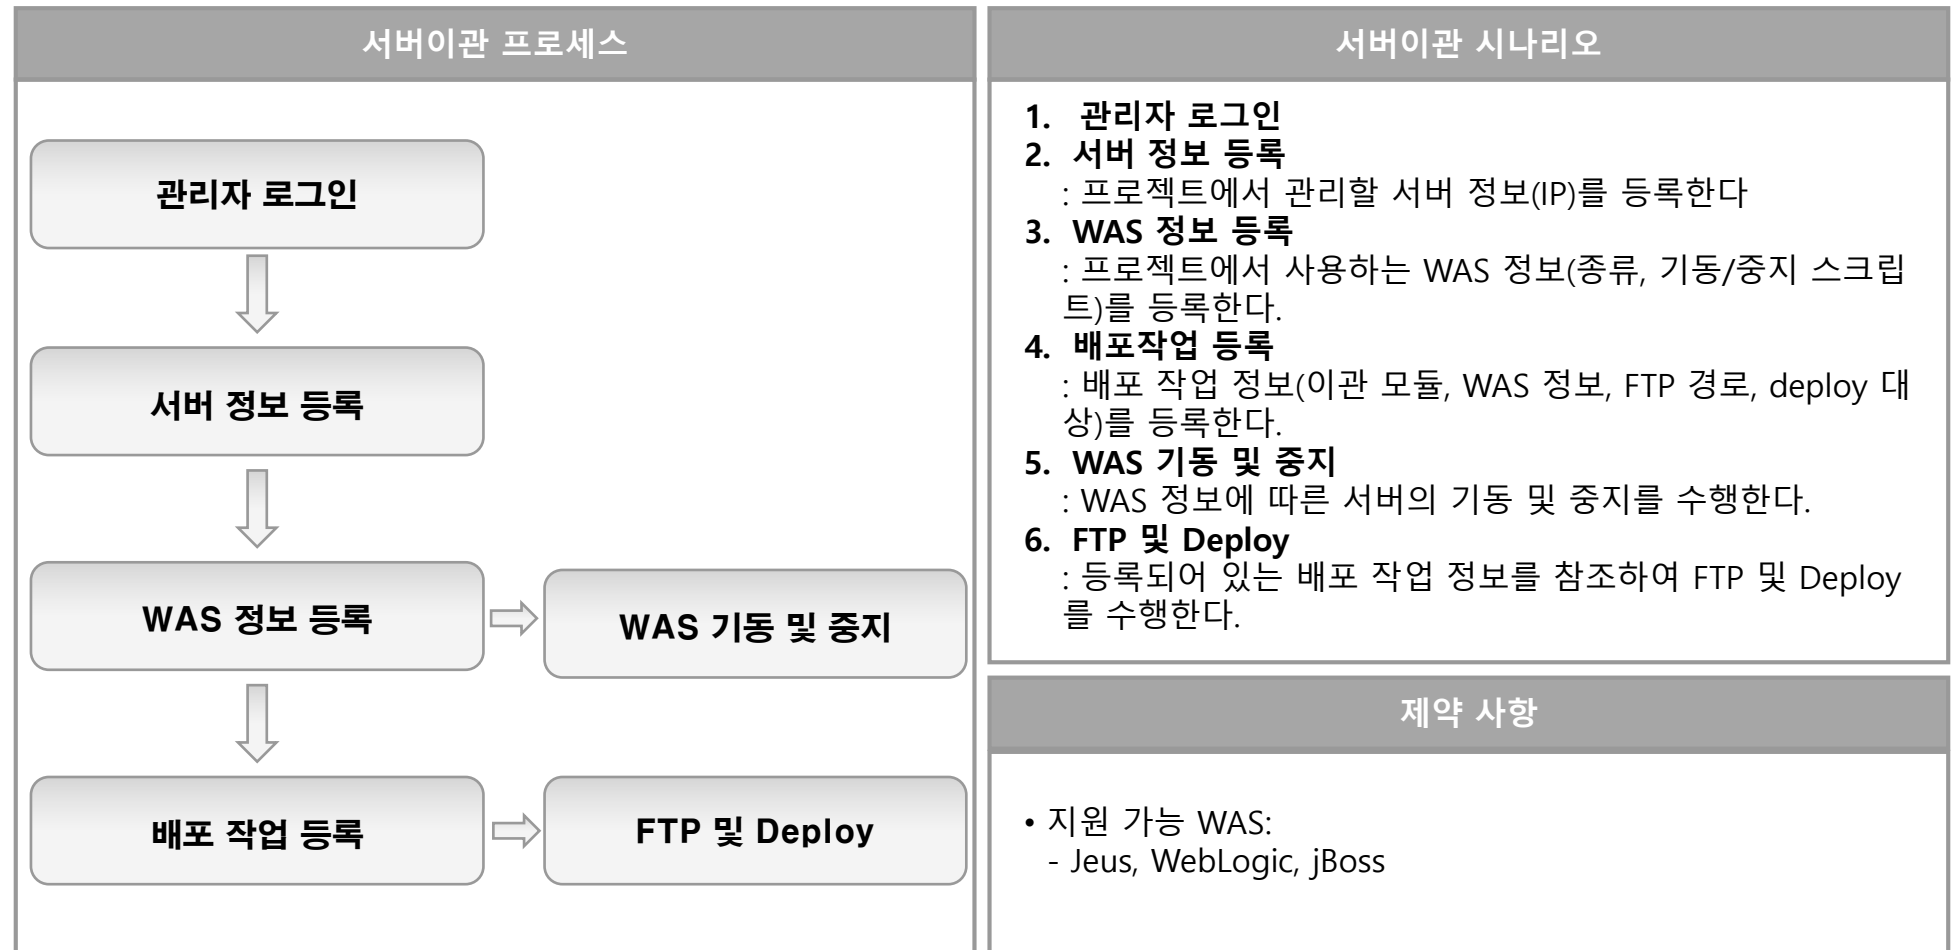 서버이관 프로세스
관리자 로그인
서버 정보 등록
WAS 정보 등록
WAS 기동 및 중지
배포 작업 등록
FTP 및 Deploy
서버이관 시나리오
1. 관리자 로그인
2. 서버 정보 등록
: 프로젝트에서 관리할 서버 정보(IP)를 등록한다
3. WAS 정보 등록
: 프로젝트에서 사용하는 WAS 정보(종류, 기동/중지 스크립
트)를 등록한다.
4. 배포작업 등록
: 배포 작업 정보(이관 모듈, WAS 정보, FTP 경로, deploy 대
상)를 등록한다.
5. WAS 기동 및 중지
: WAS 정보에 따른 서버의 기동 및 중지를 수행한다.
6. FTP 및 Deploy
: 등록되어 있는 배포 작업 정보를 참조하여 FTP 및 Deploy
를 수행한다.
제약 사항
• 지원 가능 WAS:
- Jeus, WebLogic, jBoss